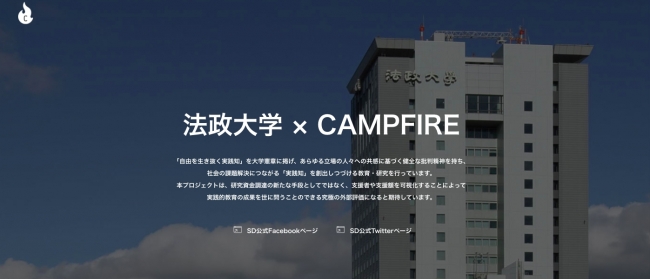 法政大学
法政大学 × CAMPFIRE
「自由を生き抜く実践知」を大学憲章に掲げ、あらゆる立場の人々への共感に基づく健全な批判精神を持ち、
社会の課題解決につながる「実践知」を創出しつづける教育・研究を行っています。
本プロジェクトは、研究資金調達の新たな手段としてではなく、支援者や支援額を可視化することによって
実践的教育の成果を世に問うことのできる究極の外部評価になると期待しています。
SD公式Facebookページ
SD公式Twitterページ